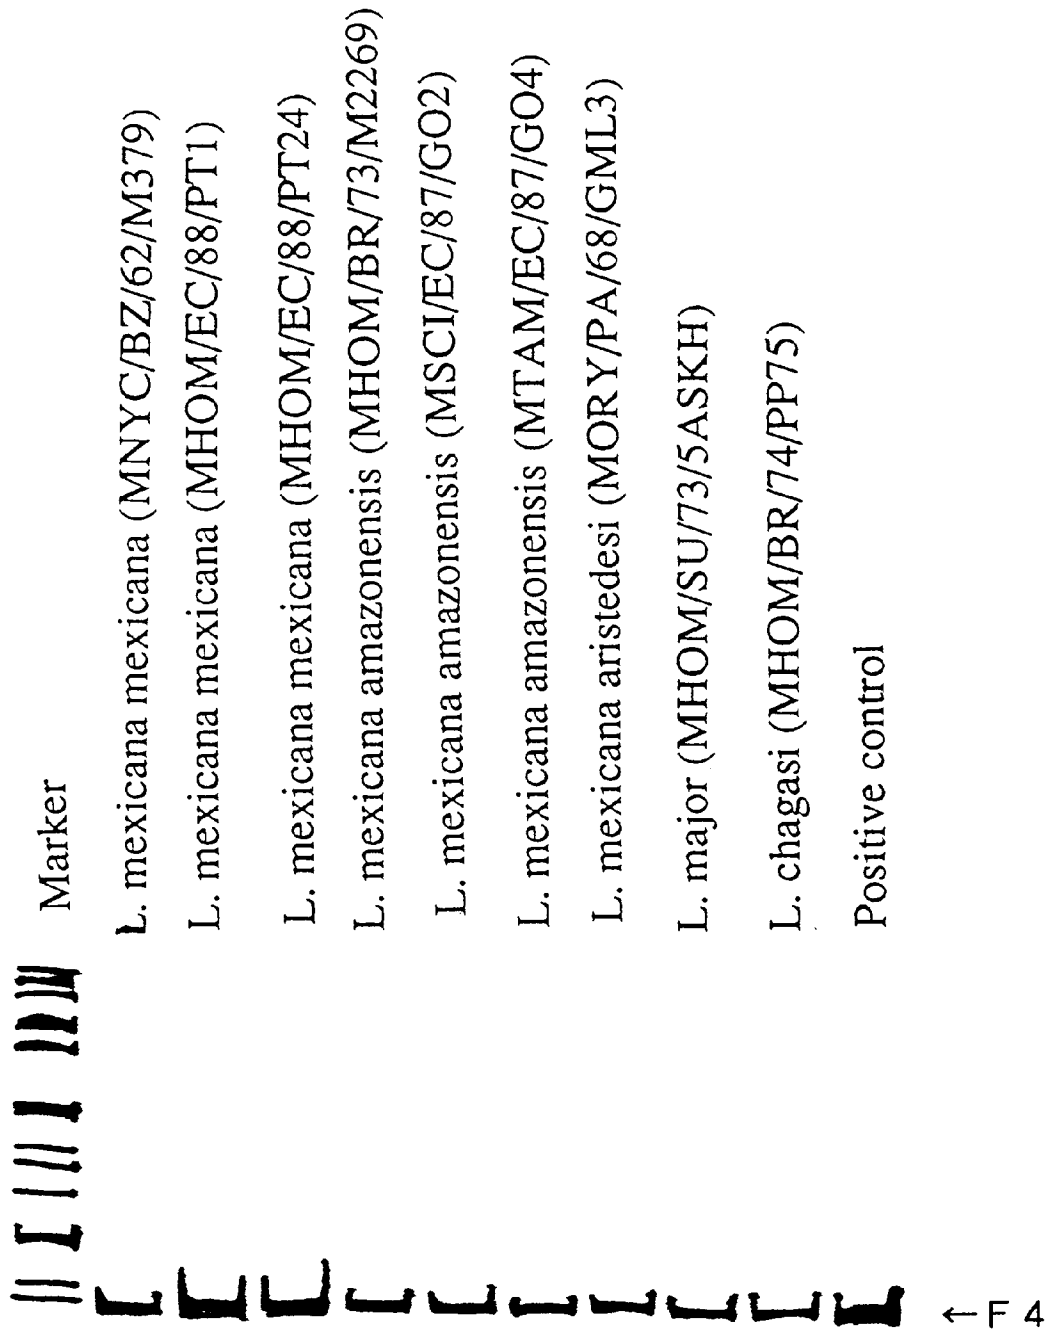 Marker
L. mexicana mexicana (MNYC/BZ/62/M379)
L. mexicana mexicana (MHOM/EC/88/PT1)
L. mexicana mexicana (MHOM/EC/88/PT24)
L. mexicana amazonensis (MHOM/BR/73/M2269)
L. mexicana amazonensis (MSCI/EC/87/GO2)
L. mexicana amazonensis (MTAM/EC/87/GO4)
L. mexicana aristedesi (MORY/PA/68/GML3)
L. major (MHOM/SU/73/5ASKH)
L. chagasi (MHOM/BR/74/PP75)
Positive control
←F 4